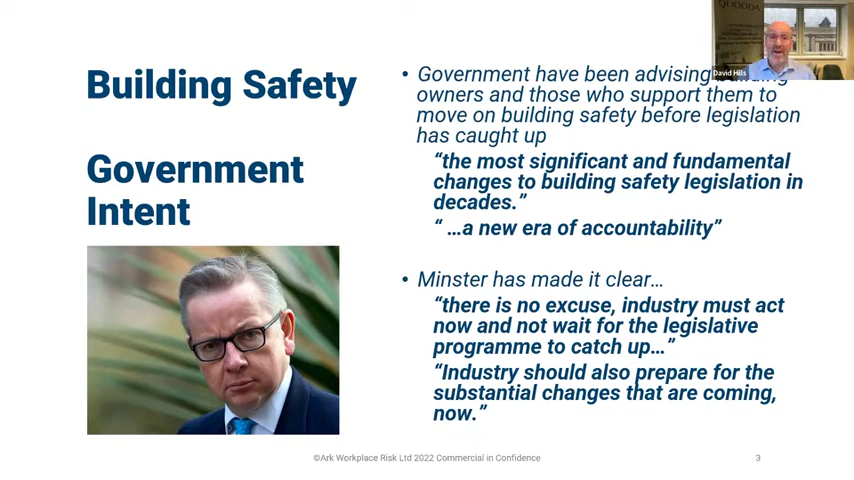 QUOODA
David Hills
Building Safety
Government
Intent
• Government have been advising building
owners and those who support them to
move on building safety before legislation
has caught up
“the most significant and fundamental
changes to building safety legislation in
decades.”
“ …a new era of accountability”
• Minster has made it clear…
“there is no excuse, industry must act
now and not wait for the legislative
programme to catch up…”
“Industry should also prepare for the
substantial changes that are coming,
now.”
©Ark Workplace Risk Ltd 2022 Commercial in Confidence
3